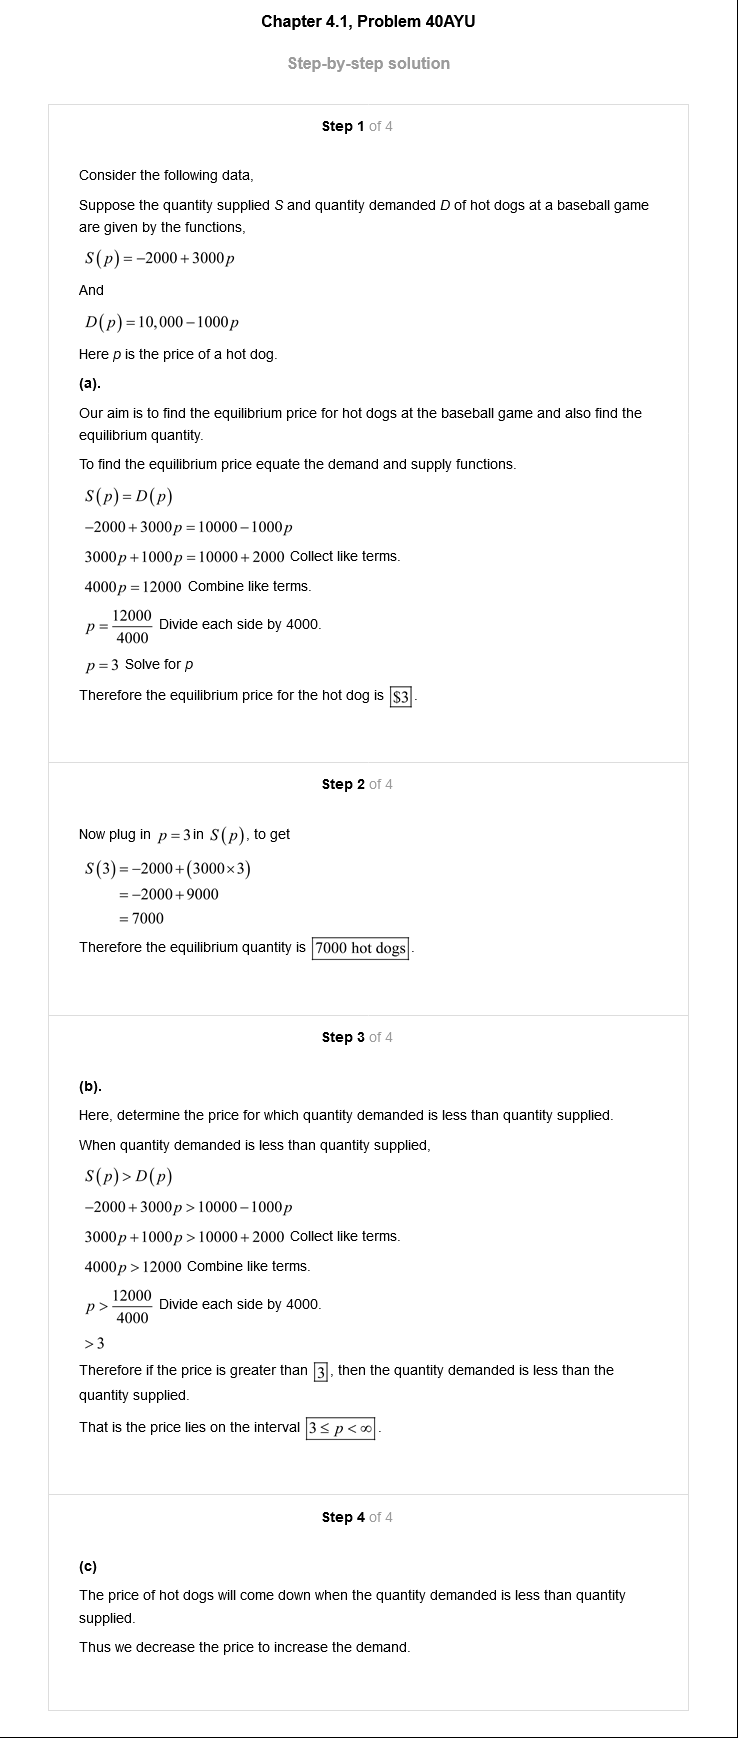 Chapter 4.1, Problem 40AYU
Step-by-step solution
Step 1 of 4
Consider the following data,
Suppose the quantity supplied S and quantity demanded D of hot dogs at a baseball game
are given by the functions,
S(p) = −2000 + 3000p
And
D(p) = 10,000 − 1000p
Here p is the price of a hot dog.
(a).
Our aim is to find the equilibrium price for hot dogs at the baseball game and also find the
equilibrium quantity.
To find the equilibrium price equate the demand and supply functions.
S(p) = D(p)
−2000 + 3000p = 10000 − 1000p
3000p + 1000p = 10000 + 2000 Collect like terms.
4000p = 12000 Combine like terms.
p = 12000/4000 Divide each side by 4000.
p = 3 Solve for p
Therefore the equilibrium price for the hot dog is $3.
Step 2 of 4
Now plug in p = 3 in S(p), to get
S(3) = −2000 + (3000×3)
= −2000 + 9000
= 7000
Therefore the equilibrium quantity is 7000 hot dogs.
Step 3 of 4
(b).
Here, determine the price for which quantity demanded is less than quantity supplied.
When quantity demanded is less than quantity supplied,
S(p) > D(p)
−2000 + 3000p > 10000 − 1000p
3000p + 1000p > 10000 + 2000 Collect like terms.
4000p > 12000 Combine like terms.
p > 12000/4000 Divide each side by 4000.
> 3
Therefore if the price is greater than 3, then the quantity demanded is less than the
quantity supplied.
That is the price lies on the interval 3 ≤ p < ∞.
Step 4 of 4
(c)
The price of hot dogs will come down when the quantity demanded is less than quantity
supplied.
Thus we decrease the price to increase the demand.